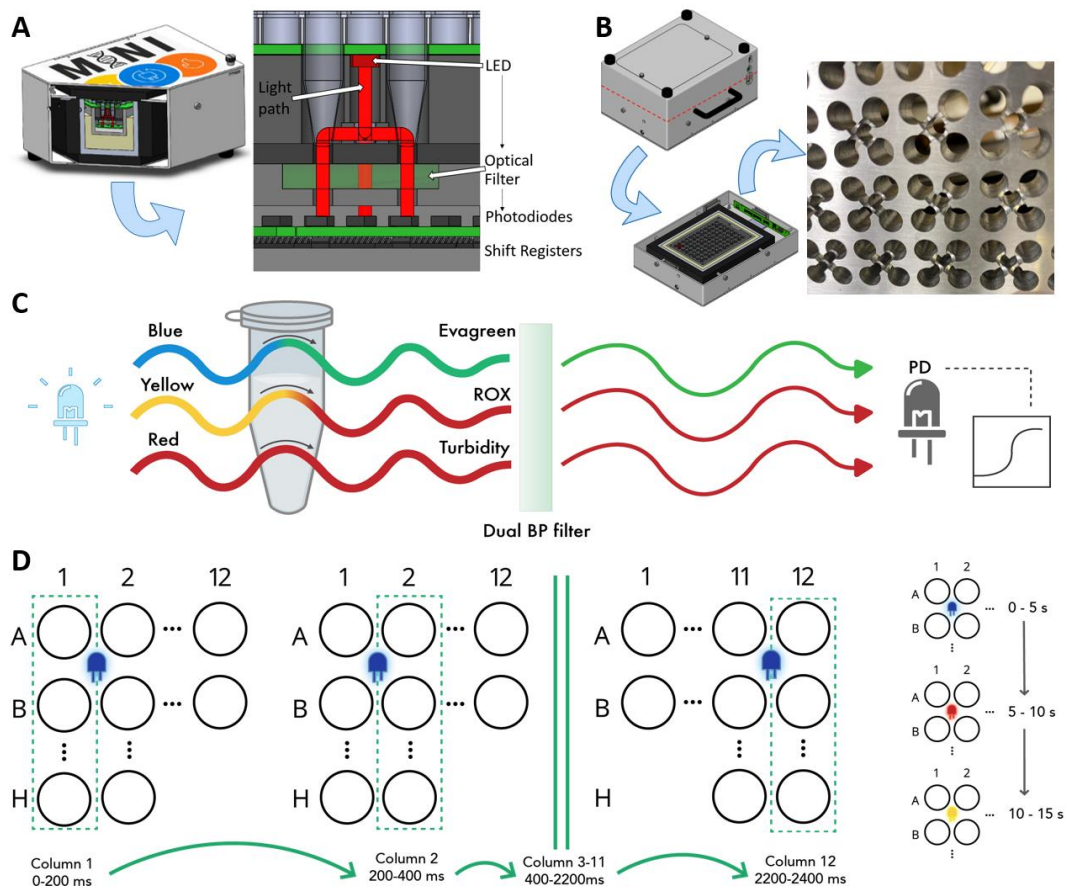 A
MINI
LED
Light
path
Optical
Filter
Photodiodes
Shift Registers
B
C
Blue
Evagreen
Yellow
ROX
Red
Turbidity
Dual BP filter
PD
D
1 2 12
A ...
B ...
H
Column 1
0-200 ms
1 2 12
A ...
B ...
H
Column 2
200-400 ms
Column 3-11
400-2200ms
1 11 12
A ...
B ...
H
Column 12
2200-2400 ms
1 2
A
B
... 0 - 5 s
1 2
A
B
... 5 - 10 s
1 2
A
B
... 10 - 15 s